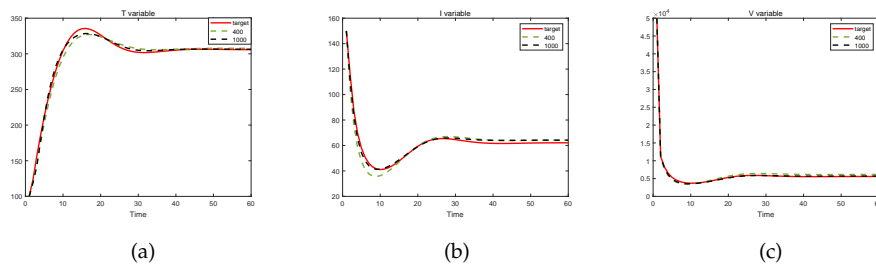 T variable
350
300
250
200
150
100
0 10 20 30 40 50 60
Time
target
400
1000
(a)
I variable
160
140
120
100
80
60
40
20
0 10 20 30 40 50 60
Time
target
400
1000
(b)
V variable
×10⁴
5
4.5
4
3.5
3
2.5
2
1.5
1
0.5
0
0 10 20 30 40 50 60
Time
target
400
1000
(c)